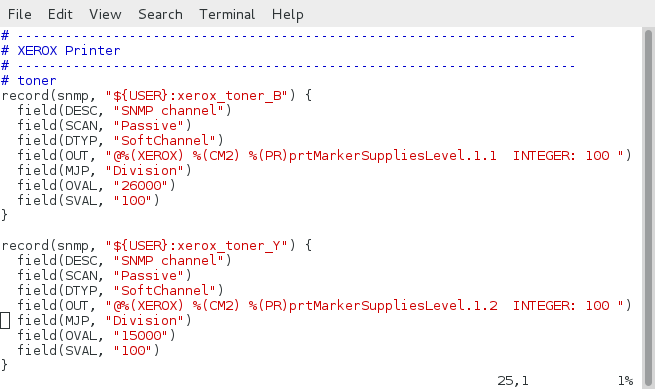 File  Edit  View  Search  Terminal  Help
# ---------------------------------------------------------------------
# XEROX Printer
# ---------------------------------------------------------------------
# toner
record(snmp, "${USER}:xerox_toner_B") {
  field(DESC, "SNMP channel")
  field(SCAN, "Passive")
  field(DTYP, "SoftChannel")
  field(OUT, "@%(XEROX) %(CM2) %(PR)prtMarkerSuppliesLevel.1.1  INTEGER: 100 ")
  field(MJP, "Division")
  field(OVAL, "26000")
  field(SVAL, "100")
}

record(snmp, "${USER}:xerox_toner_Y") {
  field(DESC, "SNMP channel")
  field(SCAN, "Passive")
  field(DTYP, "SoftChannel")
  field(OUT, "@%(XEROX) %(CM2) %(PR)prtMarkerSuppliesLevel.1.2  INTEGER: 100 ")
  field(MJP, "Division")
  field(OVAL, "15000")
  field(SVAL, "100")
}
25,1 1%